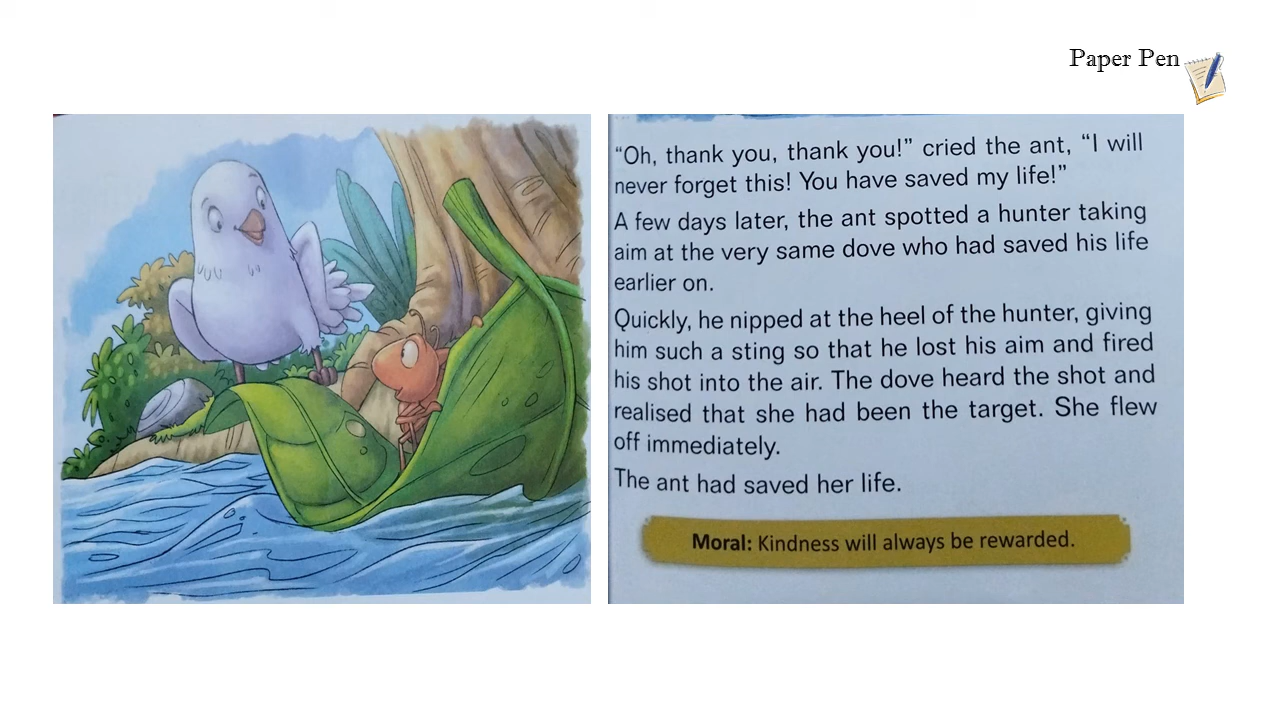 Paper Pen
“Oh, thank you, thank you!” cried the ant, “I will
never forget this! You have saved my life!”
A few days later, the ant spotted a hunter taking
aim at the very same dove who had saved his life
earlier on.
Quickly, he nipped at the heel of the hunter, giving
him such a sting so that he lost his aim and fired
his shot into the air. The dove heard the shot and
realised that she had been the target. She flew
off immediately.
The ant had saved her life.
Moral: Kindness will always be rewarded.